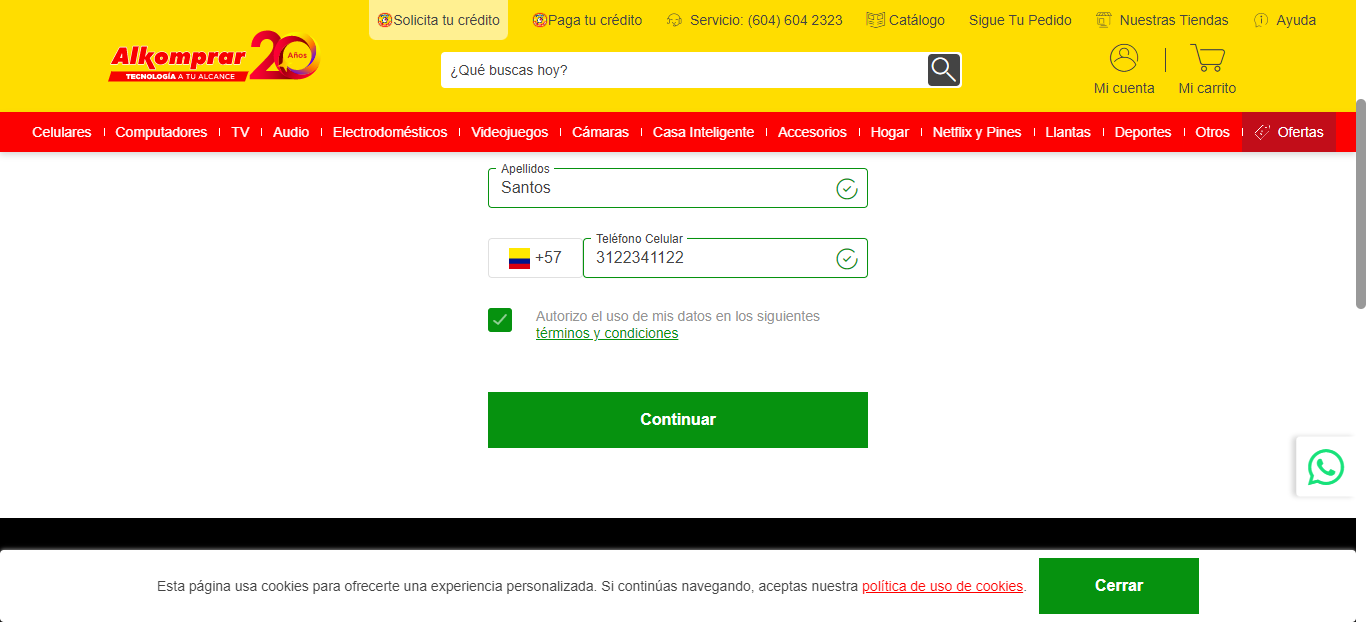 Solicita tu crédito
Paga tu crédito
Servicio: (604) 604 2323
Catálogo
Sigue Tu Pedido
Nuestras Tiendas
Ayuda
Alkomprar 20 Años
TECNOLOGÍA A TU ALCANCE
¿Qué buscas hoy?
Mi cuenta
Mi carrito
Celulares
Computadores
TV
Audio
Electrodomésticos
Videojuegos
Cámaras
Casa Inteligente
Accesorios
Hogar
Netflix y Pines
Llantas
Deportes
Otros
Ofertas
Apellidos
Santos
+57
Teléfono Celular
3122341122
Autorizo el uso de mis datos en los siguientes
términos y condiciones
Continuar
Esta página usa cookies para ofrecerte una experiencia personalizada. Si continúas navegando, aceptas nuestra política de uso de cookies.
Cerrar